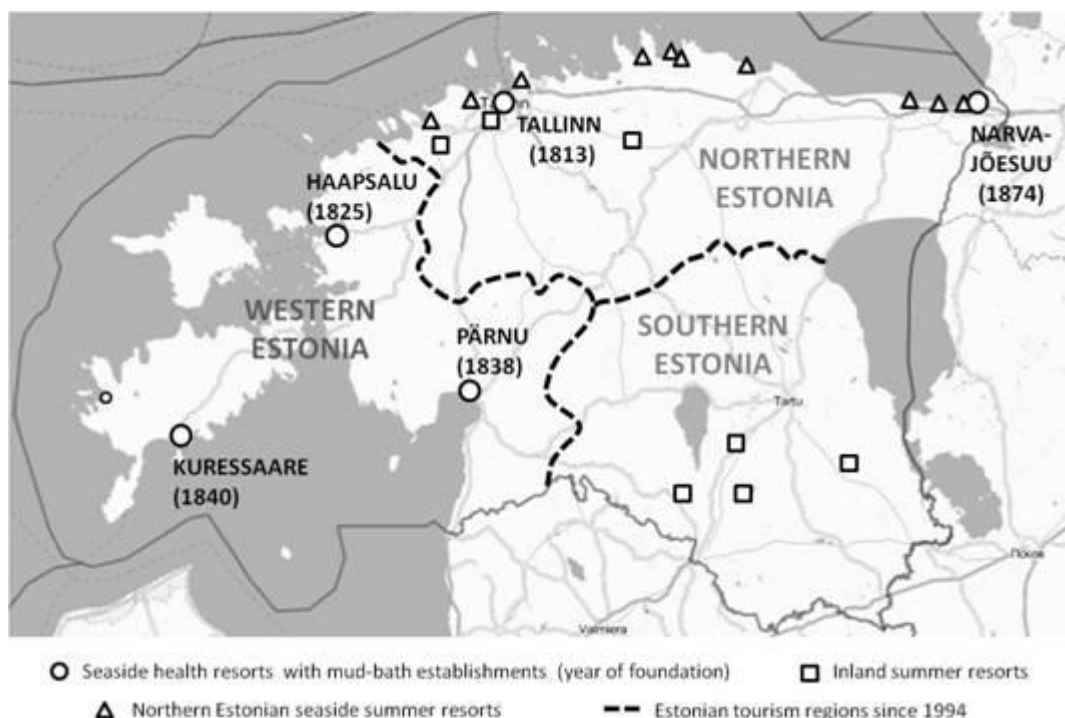 TALLINN
(1813)
NARVA-
JÕESUU
(1874)
NORTHERN
ESTONIA
HAAPSALU
(1825)
WESTERN
ESTONIA
PÄRNU
(1838)
SOUTHERN
ESTONIA
Tartu
KURESSAARE
(1840)
Псков
Valmiera
Seaside health resorts with mud-bath establishments (year of foundation)
Inland summer resorts
Northern Estonian seaside summer resorts
Estonian tourism regions since 1994